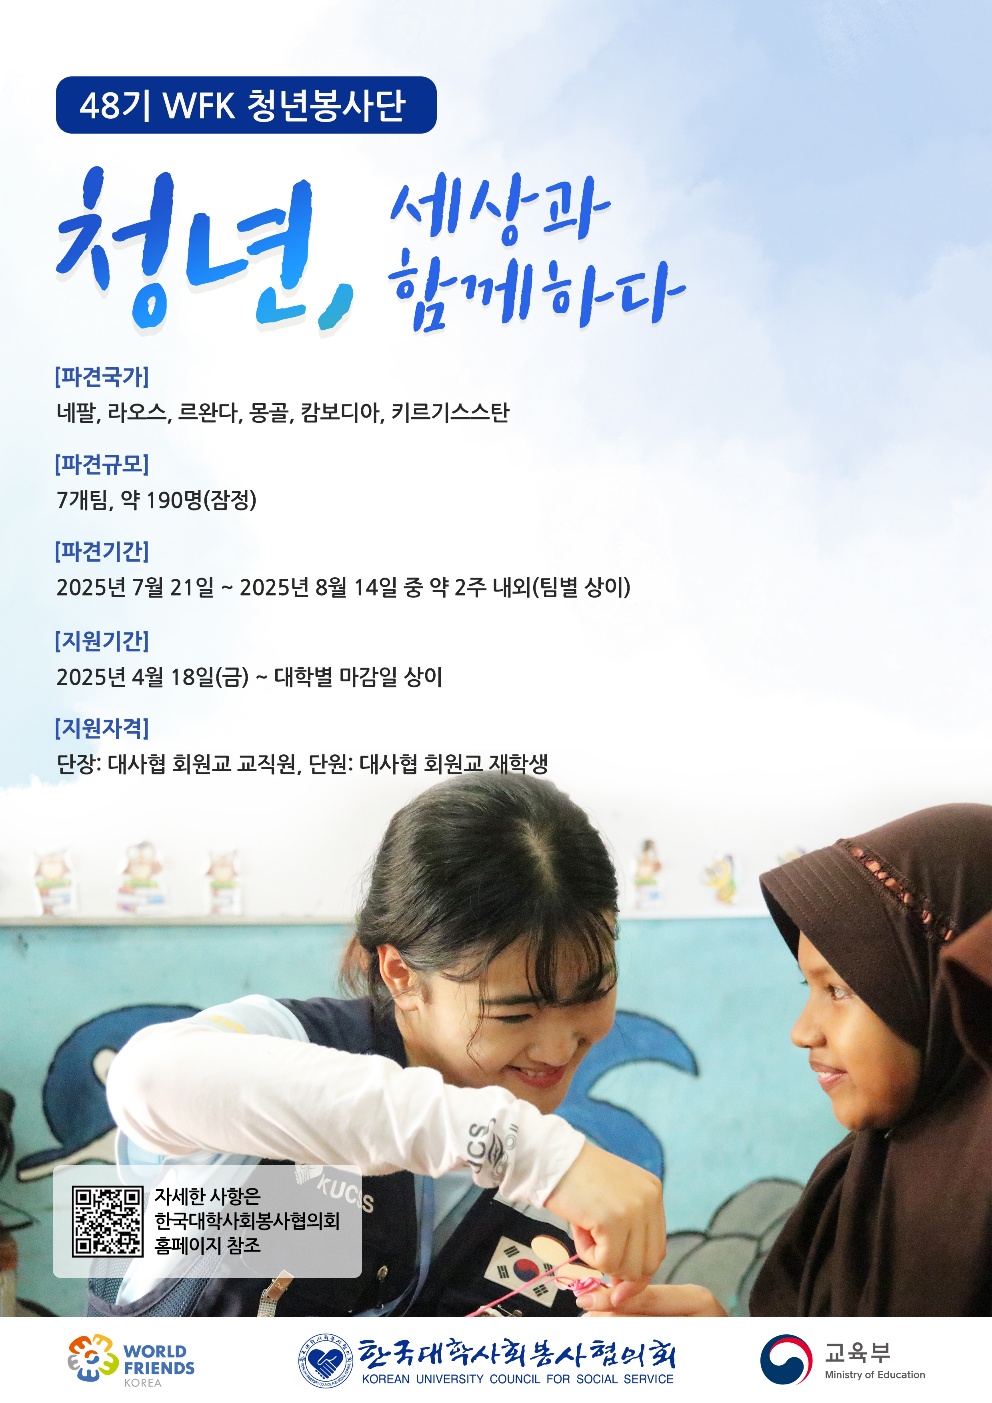 48기 WFK 청년봉사단
청년, 세상과
함께하다
[파견국가]
네팔, 라오스, 르완다, 몽골, 캄보디아, 키르기스스탄
[파견규모]
7개팀, 약 190명(잠정)
[파견기간]
2025년 7월 21일 ~ 2025년 8월 14일 중 약 2주 내외(팀별 상이)
[지원기간]
2025년 4월 18일(금) ~ 대학별 마감일 상이
[지원자격]
단장: 대사협 회원교 교직원, 단원: 대사협 회원교 재학생
자세한 사항은
한국대학사회봉사협의회
홈페이지 참조
WORLD
FRIENDS
KOREA
한국대학사회봉사협의회
KOREAN UNIVERSITY COUNCIL FOR SOCIAL SERVICE
교육부
Ministry of Education